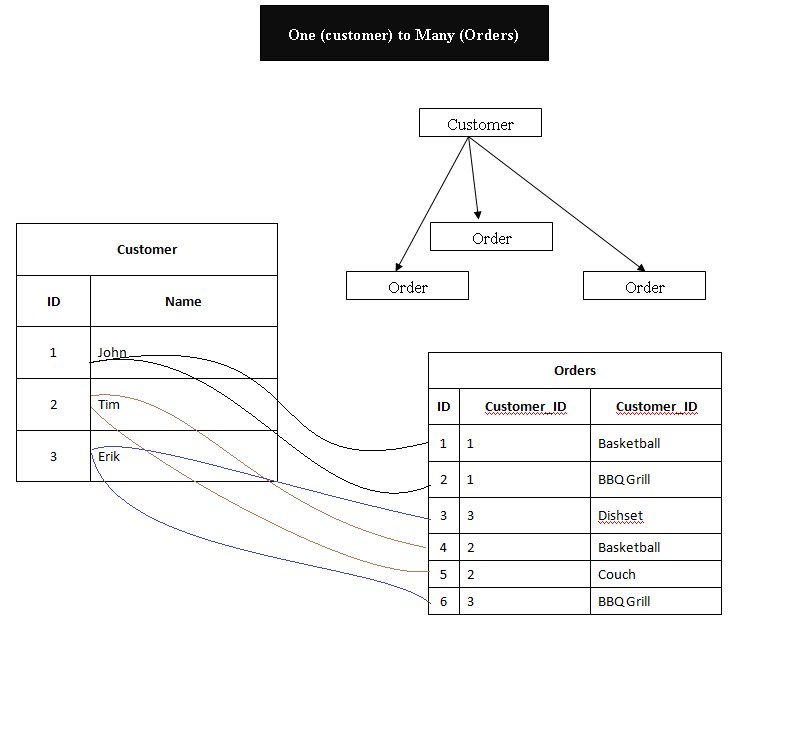 One (customer) to Many (Orders)
Customer
Order
Order
Order
Customer
ID Name
1 John
2 Tim
3 Erik
Orders
ID Customer_ID Customer_ID
1 1 Basketball
2 1 BBQ Grill
3 3 Dishset
4 2 Basketball
5 2 Couch
6 3 BBQ Grill